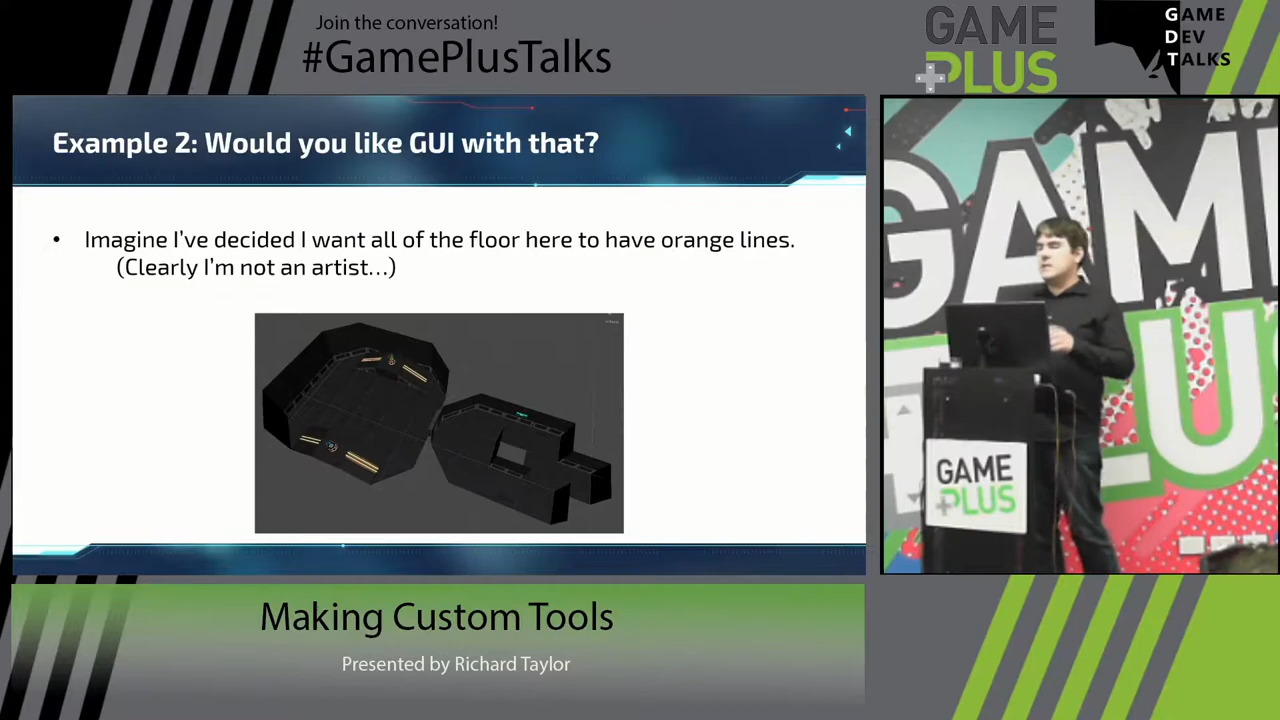 Join the conversation!
#GamePlusTalks
GAME
PLUS
GAME
DEV
TALKS
Example 2: Would you like GUI with that?
• Imagine I've decided I want all of the floor here to have orange lines.
(Clearly I'm not an artist…)
GAME
PLUS
Making Custom Tools
Presented by Richard Taylor